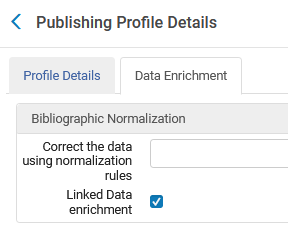 Publishing Profile Details
Profile Details
Data Enrichment
Bibliographic Normalization
Correct the data
using normalization
rules
Linked Data
enrichment